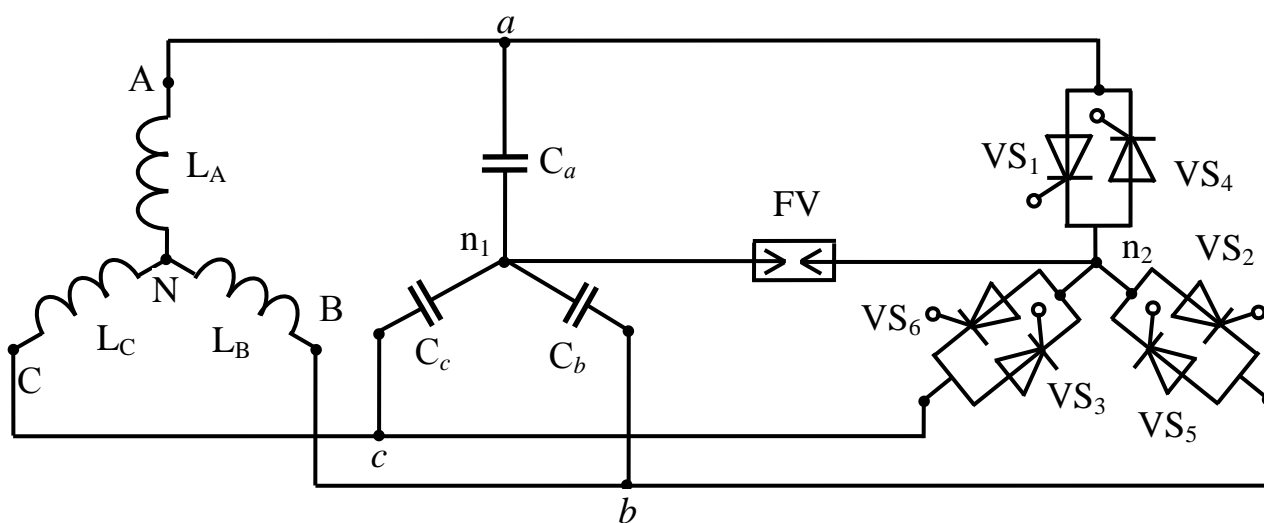 a
A
L_A
C_a
VS_1
VS_4
FV
n_1
n_2
VS_2
N
B
VS_6
L_C
L_B
C_c
C_b
C
VS_3
VS_5
c
b